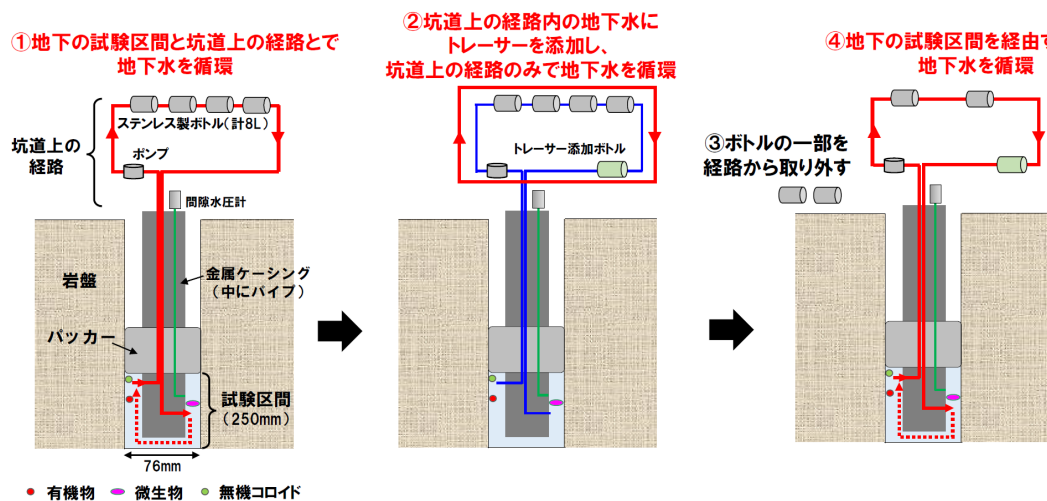 ①地下の試験区間と坑道上の経路とで
地下水を循環
ステンレス製ボトル(計8L)
坑道上の
経路
ポンプ
間隙水圧計
岩盤
金属ケーシング
(中にパイプ)
パッカー
試験区間
(250mm)
76mm
有機物
微生物
無機コロイド
②坑道上の経路内の地下水に
トレーサーを添加し、
坑道上の経路のみで地下水を循環
トレーサー添加ボトル
③ボトルの一部を
経路から取り外す
④地下の試験区間を経由す
地下水を循環